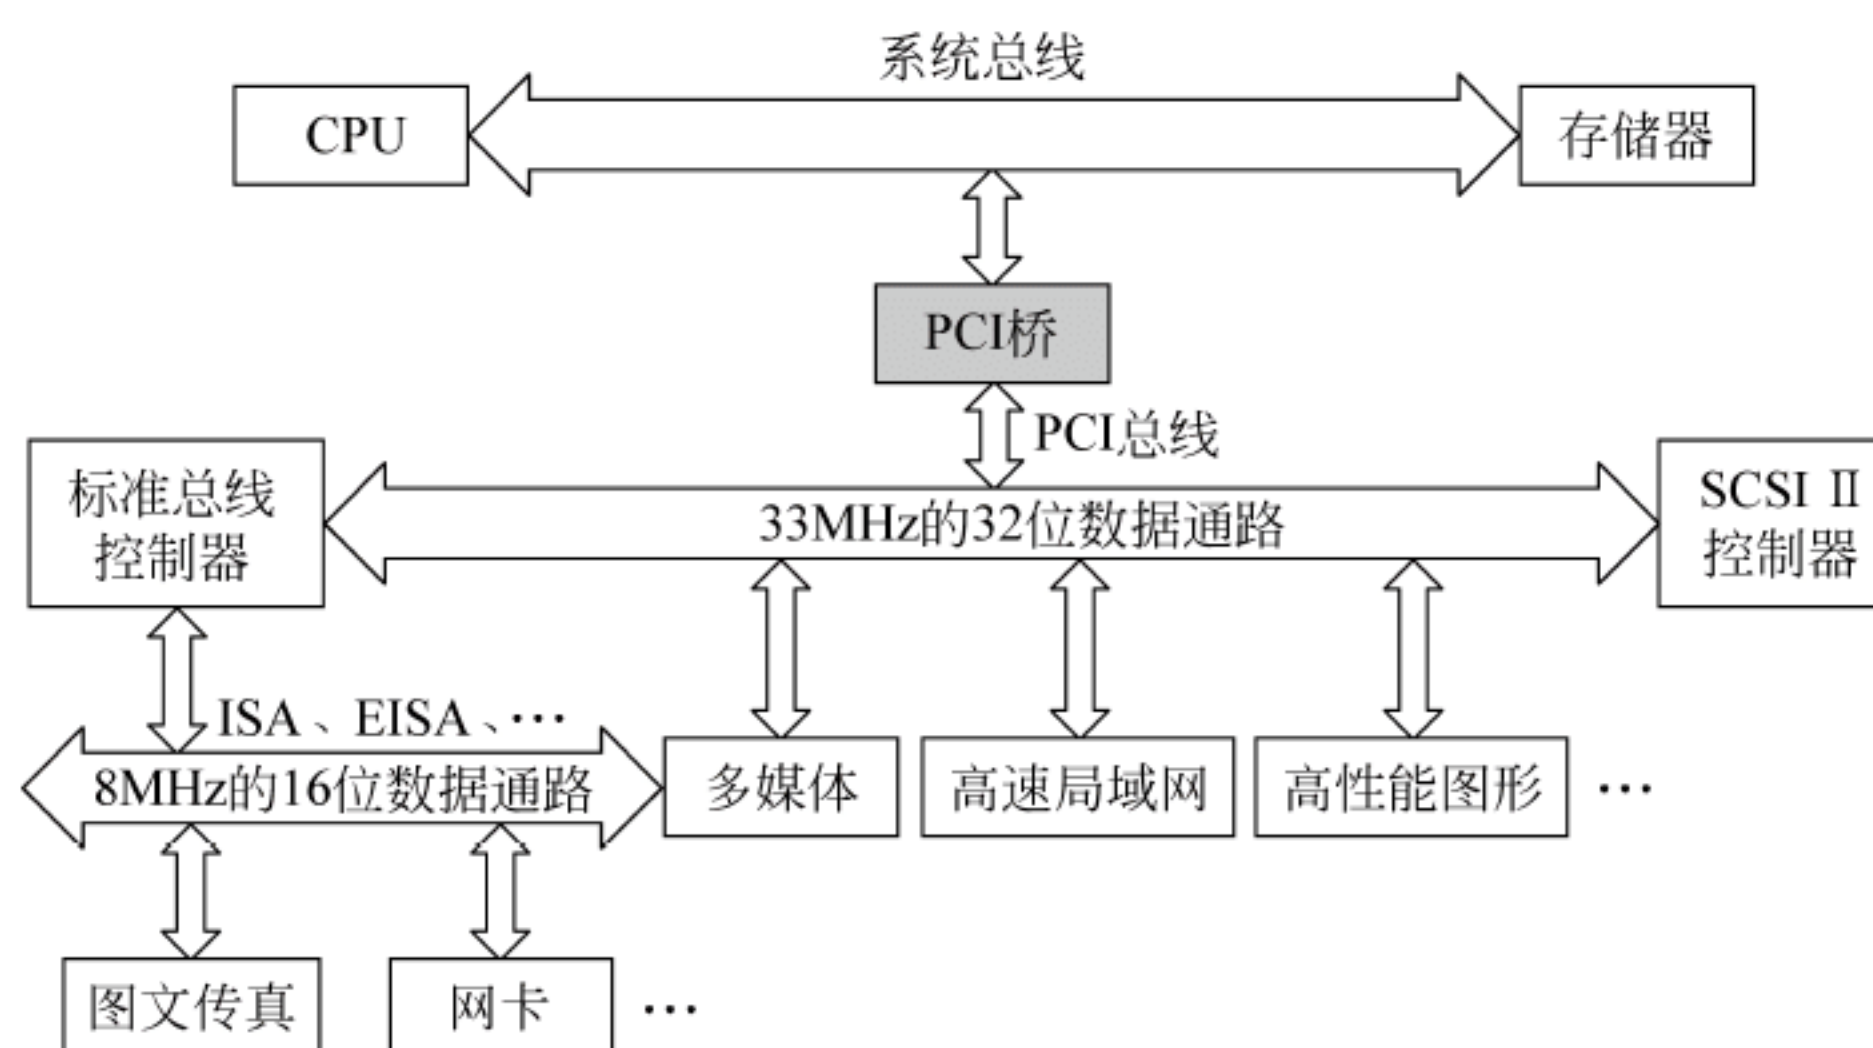 系统总线
CPU
存储器
PCI桥
PCI总线
标准总线
控制器
33MHz的32位数据通路
SCSI Ⅱ
控制器
ISA、EISA、…
8MHz的16位数据通路
多媒体
高速局域网
高性能图形
…
图文传真
网卡
…